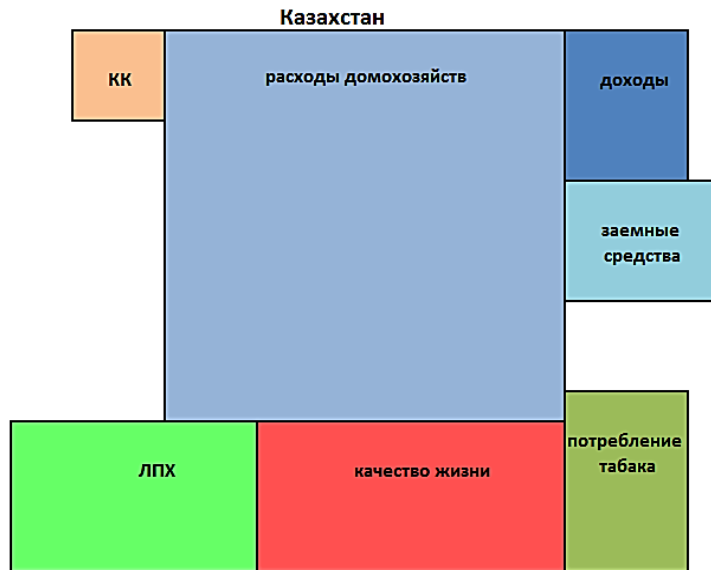 Казахстан
КК
расходы домохозяйств
доходы
заемные
средства
потребление
табака
ЛПХ
качество жизни